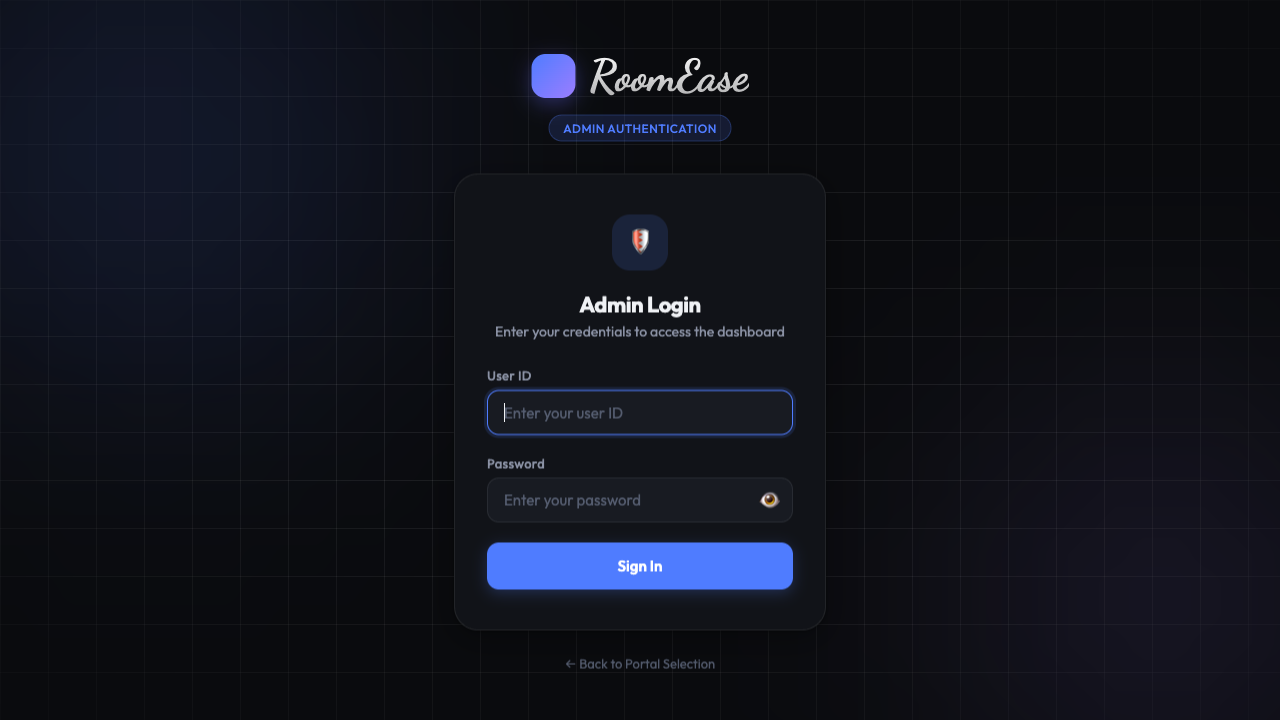 RoomEase
ADMIN AUTHENTICATION
Admin Login
Enter your credentials to access the dashboard
User ID
Enter your user ID
Password
Enter your password
Sign In
← Back to Portal Selection